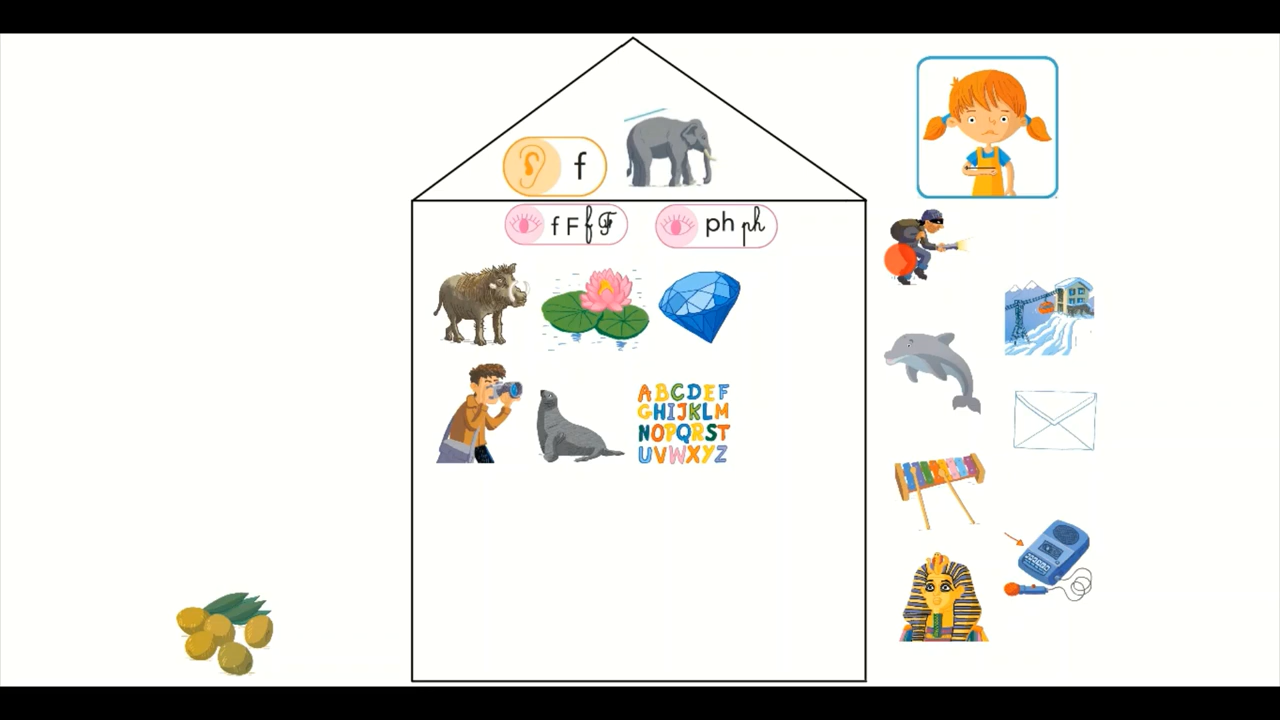 f
f F f F
ph ph
ABCDEF
GHIJKLM
NOPQRST
UVWXYZ